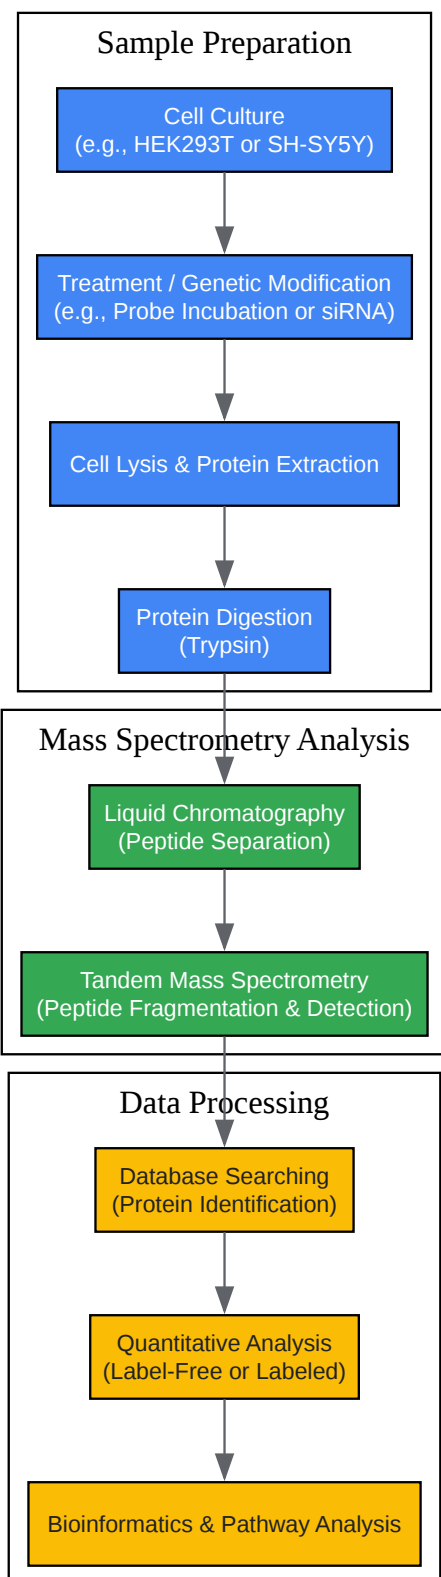 Sample Preparation
Cell Culture
(e.g., HEK293T or SH-SY5Y)
Treatment / Genetic Modification
(e.g., Probe Incubation or siRNA)
Cell Lysis & Protein Extraction
Protein Digestion
(Trypsin)
Mass Spectrometry Analysis
Liquid Chromatography
(Peptide Separation)
Tandem Mass Spectrometry
(Peptide Fragmentation & Detection)
Data Processing
Database Searching
(Protein Identification)
Quantitative Analysis
(Label-Free or Labeled)
Bioinformatics & Pathway Analysis